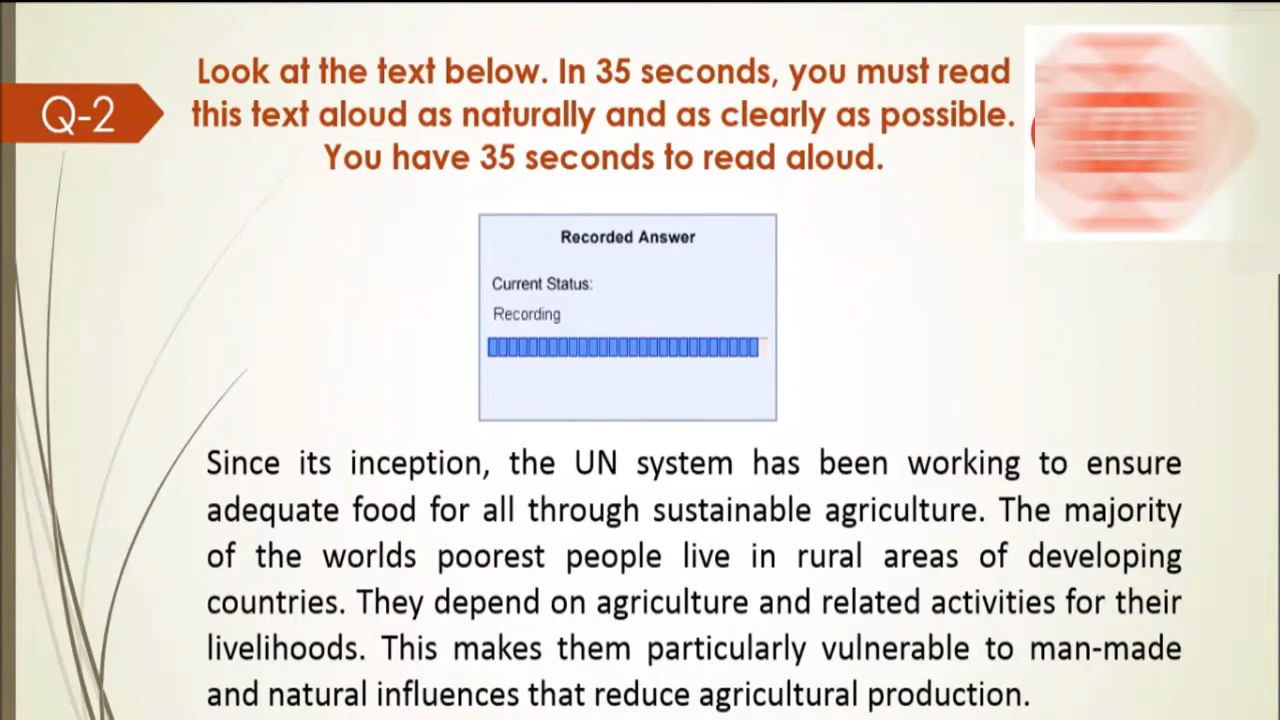 Q-2
Look at the text below. In 35 seconds, you must read
this text aloud as naturally and as clearly as possible.
You have 35 seconds to read aloud.
Recorded Answer
Current Status:
Recording
Since its inception, the UN system has been working to ensure
adequate food for all through sustainable agriculture. The majority
of the worlds poorest people live in rural areas of developing
countries. They depend on agriculture and related activities for their
livelihoods. This makes them particularly vulnerable to man-made
and natural influences that reduce agricultural production.